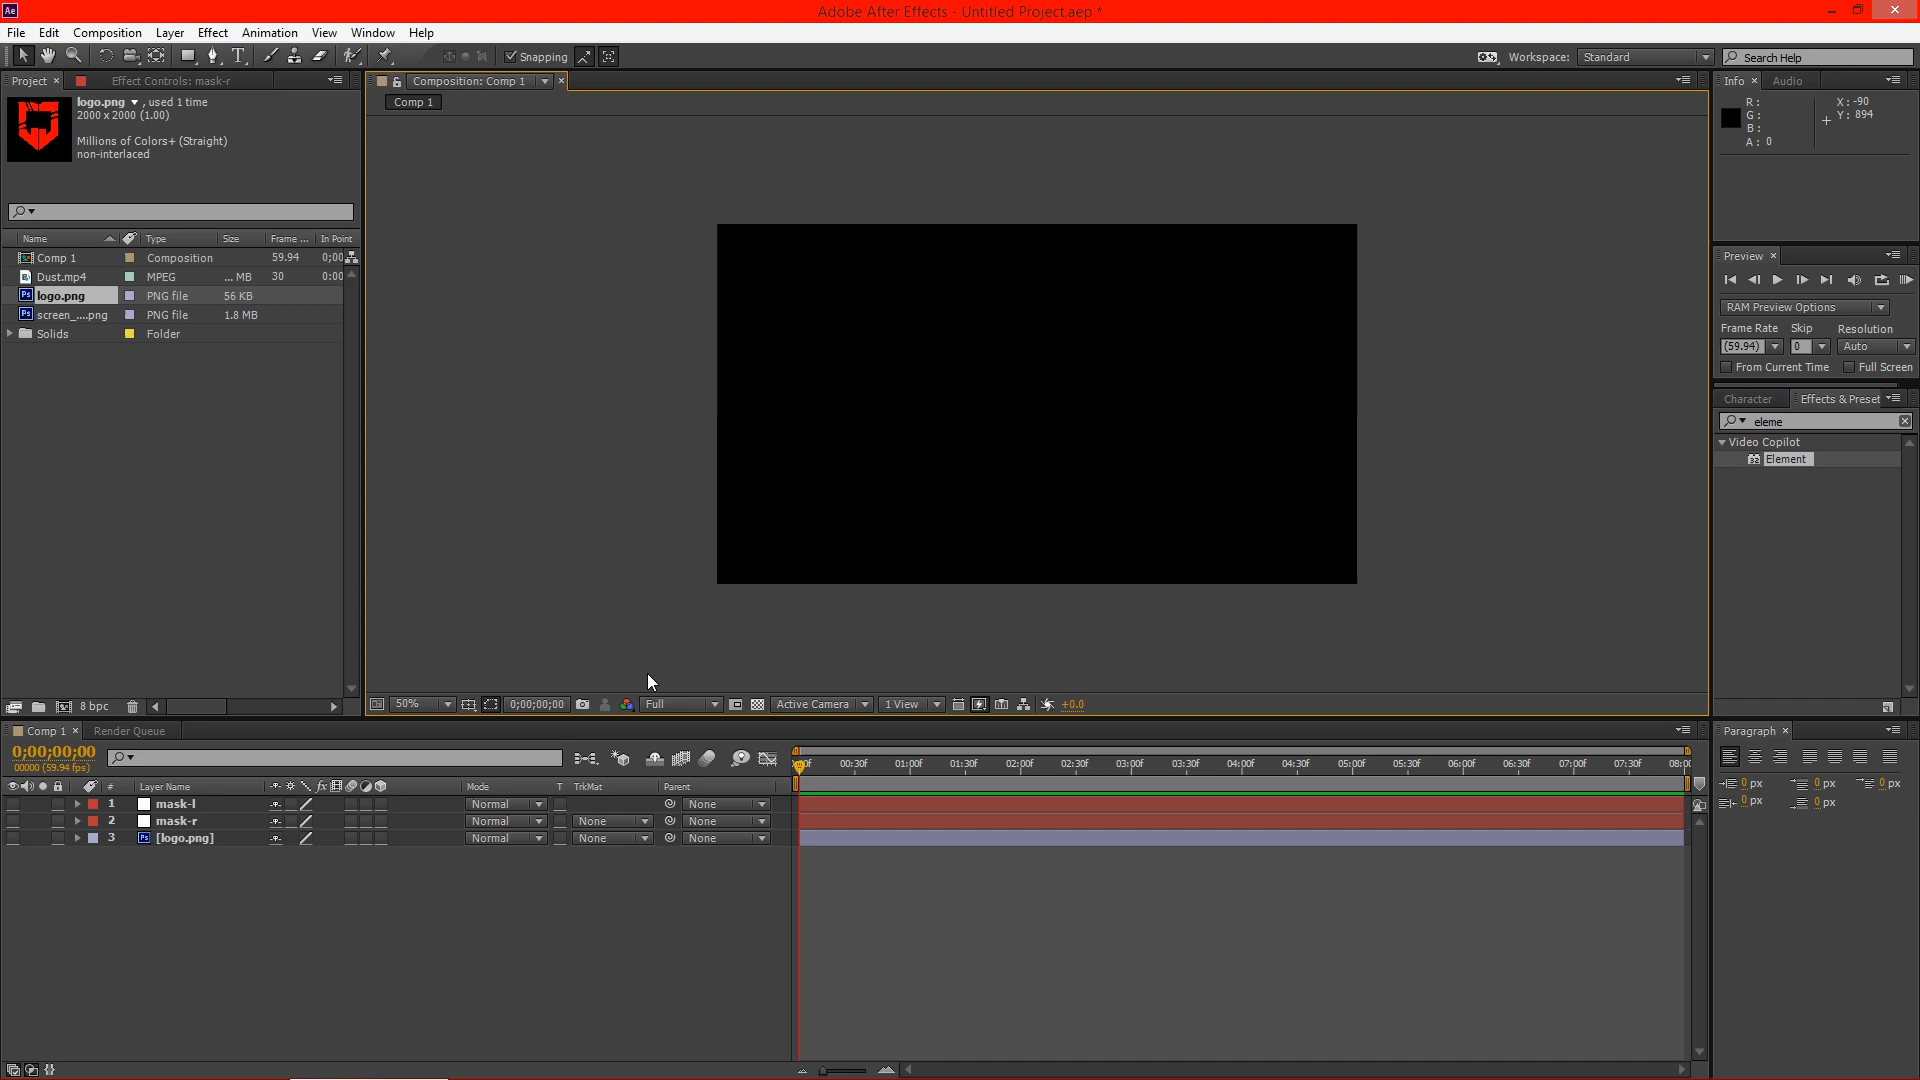 Ae
Adobe After Effects - Untitled Project.aep *
File Edit Composition Layer Effect Animation View Window Help
T Snapping Workspace: Standard Search Help
Project × Effect Controls: mask-r
logo.png , used 1 time
2000 x 2000 (1.00)
Millions of Colors+ (Straight)
non-interlaced
Name Type Size Frame ... In Point
Comp 1 Composition 59.94 0;00
Dust.mp4 MPEG ... MB 30 0:00
Ps logo.png PNG file 56 KB
Ps screen_....png PNG file 1.8 MB
Solids Folder
8 bpc
Composition: Comp 1 ×
Comp 1
50% 0;00;00;00 Full Active Camera 1 View +0.0
Info × Audio
R: X: -90
G: Y: 894
B:
A: 0
Preview ×
RAM Preview Options
Frame Rate Skip Resolution
(59.94) 0 Auto
From Current Time Full Screen
Character Effects & Preset
eleme
Video Copilot
32 Element
Comp 1 × Render Queue
0;00;00;00
00000 (59.94 fps)
00:30f 01:00f 01:30f 02:00f 02:30f 03:00f 03:30f 04:00f 04:30f 05:00f 05:30f 06:00f 06:30f 07:00f 07:30f 08:00
# Layer Name fx Mode T TrkMat Parent
1 mask-l Normal None
2 mask-r Normal None None
3 Ps [logo.png] Normal None None
Paragraph ×
0 px 0 px 0 px
0 px 0 px